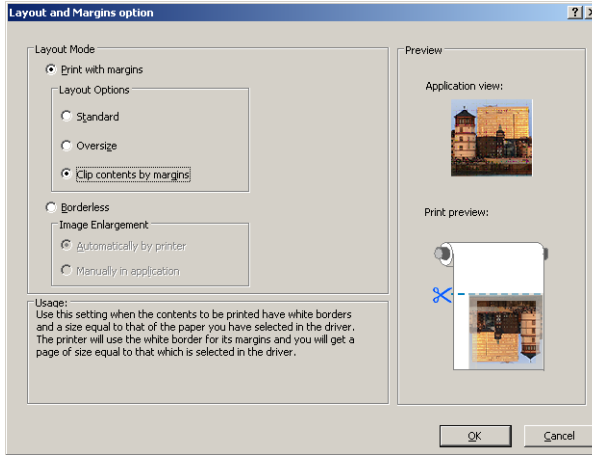 Layout and Margins option
Layout Mode
Print with margins
Layout Options
Standard
Oversize
Clip contents by margins
Borderless
Image Enlargement
Automatically by printer
Manually in application
Usage:
Use this setting when the contents to be printed have white borders
and a size equal to that of the paper you have selected in the driver.
The printer will use the white border for its margins and you will get a
page of size equal to that which is selected in the driver.
Preview
Application view:
Print preview:
OK
Cancel